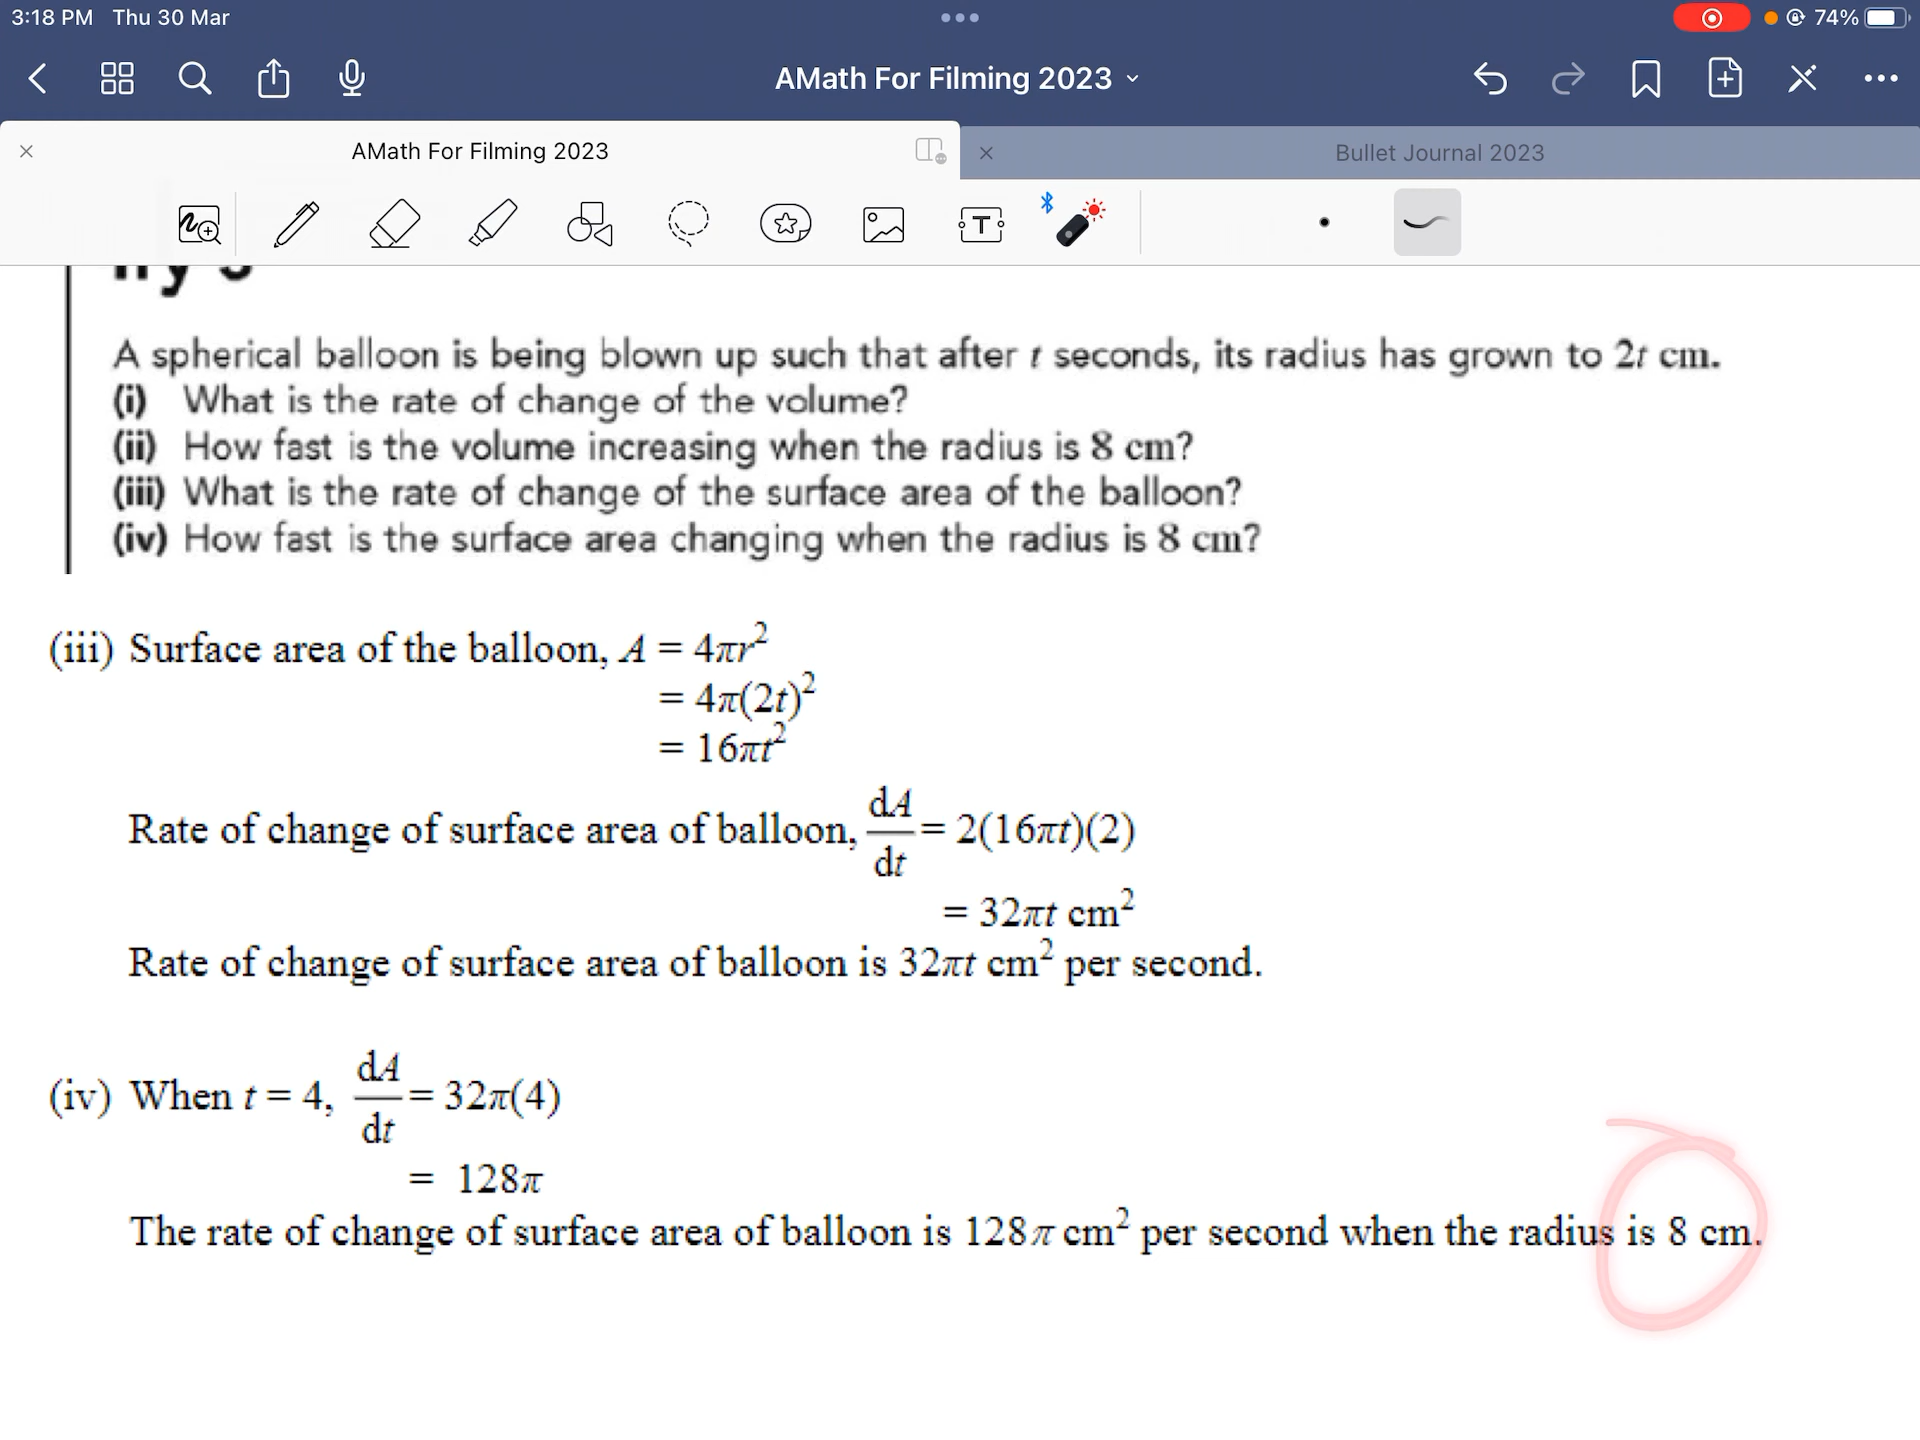 3:18 PM Thu 30 Mar
74%
AMath For Filming 2023
AMath For Filming 2023
Bullet Journal 2023
A spherical balloon is being blown up such that after t seconds, its radius has grown to 2t cm.
(i) What is the rate of change of the volume?
(ii) How fast is the volume increasing when the radius is 8 cm?
(iii) What is the rate of change of the surface area of the balloon?
(iv) How fast is the surface area changing when the radius is 8 cm?
(iii) Surface area of the balloon, A = 4πr²
= 4π(2t)²
= 16πt²
Rate of change of surface area of balloon, dA/dt = 2(16πt)(2)
= 32πt cm²
Rate of change of surface area of balloon is 32πt cm² per second.
(iv) When t = 4, dA/dt = 32π(4)
= 128π
The rate of change of surface area of balloon is 128π cm² per second when the radius is 8 cm.